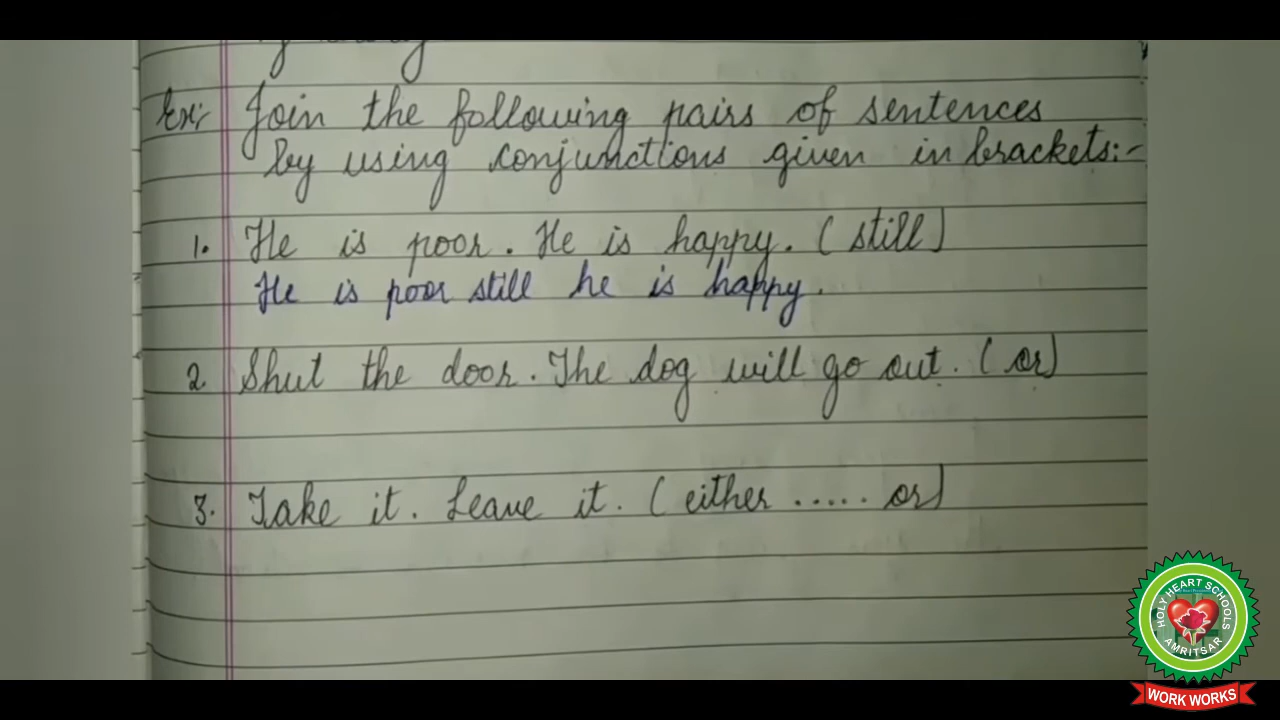 Ex:- Join the following pairs of sentences
by using conjunctions given in brackets:-
1. He is poor. He is happy. (still)
He is poor still he is happy.
2. Shut the door. The dog will go out. (or)
3. Take it. Leave it. (either ..... or)
HOLY HEART SCHOOLS
AMRITSAR
WORK WORKS